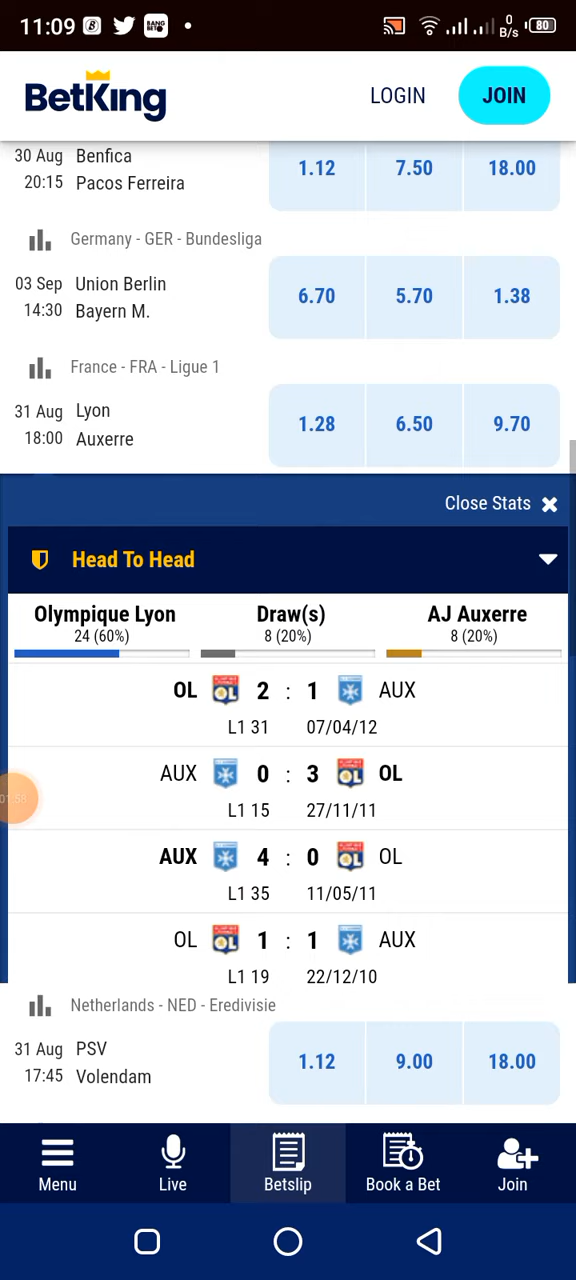 11:09 B BANG BET 0 B/s 80
BetKing LOGIN JOIN
30 Aug Benfica 1.12 7.50 18.00
20:15 Pacos Ferreira
Germany - GER - Bundesliga
03 Sep Union Berlin 6.70 5.70 1.38
14:30 Bayern M.
France - FRA - Ligue 1
31 Aug Lyon 1.28 6.50 9.70
18:00 Auxerre
Close Stats
Head To Head
Olympique Lyon Draw(s) AJ Auxerre
24 (60%) 8 (20%) 8 (20%)
OL 2 : 1 AUX
L1 31 07/04/12
AUX 0 : 3 OL
L1 15 27/11/11
AUX 4 : 0 OL
L1 35 11/05/11
OL 1 : 1 AUX
L1 19 22/12/10
Netherlands - NED - Eredivisie
31 Aug PSV 1.12 9.00 18.00
17:45 Volendam
Menu Live Betslip Book a Bet Join